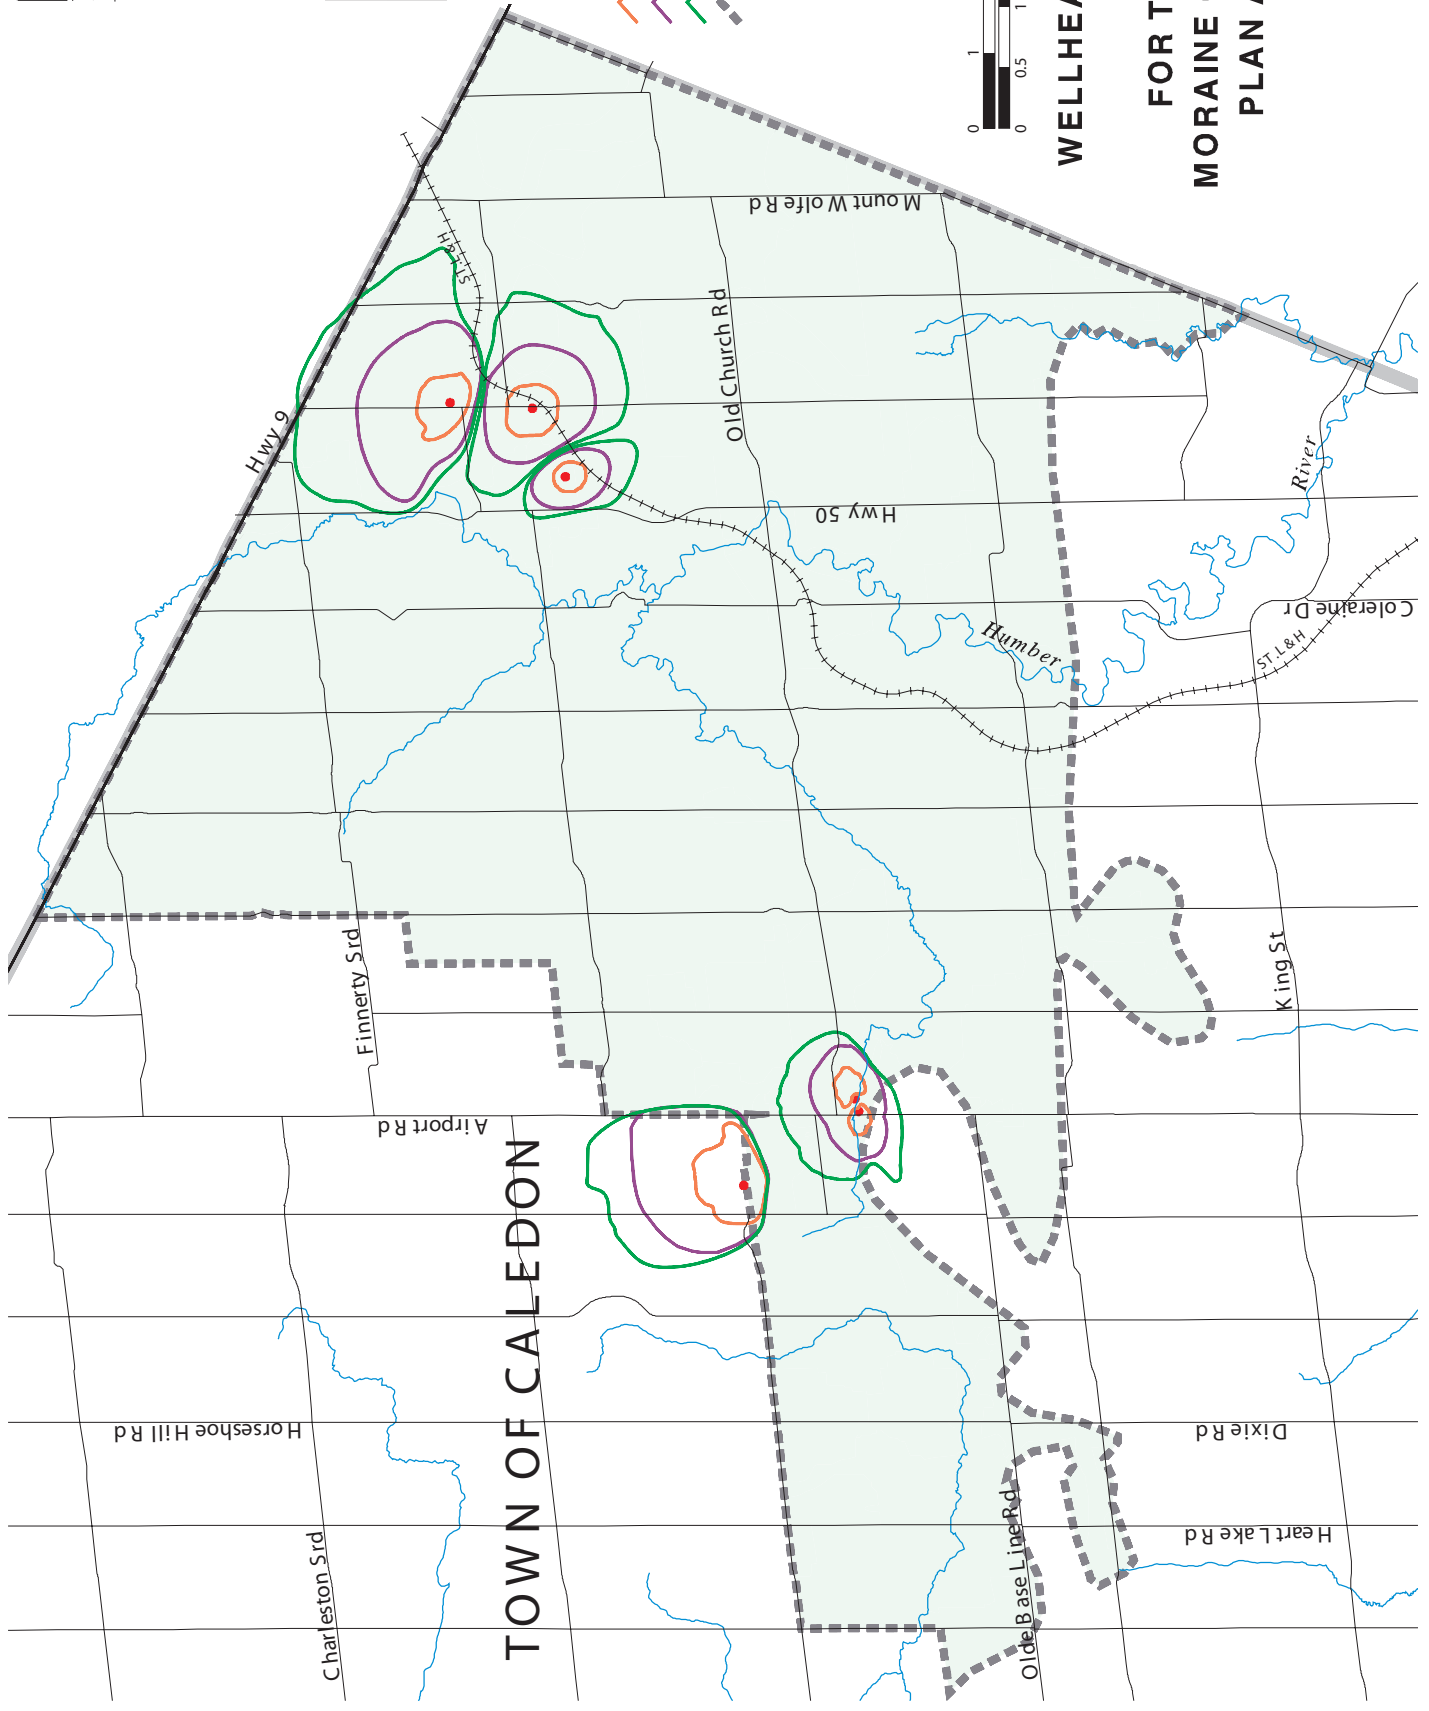 0
1
0
0.5
1
WELLHEA
FOR T
MORAINE
PLAN A
Mount Wolfe Rd
ST.L&H
Old Church Rd
Hwy 9
Hwy 50
River
Humber
Coleraine Dr
ST.L&H
Finnerty Srd
King St
Airport Rd
TOWN OF CALEDON
Horseshoe Hill Rd
Dixie Rd
Charleston Srd
Olde Base Line Rd
Heart Lake Rd